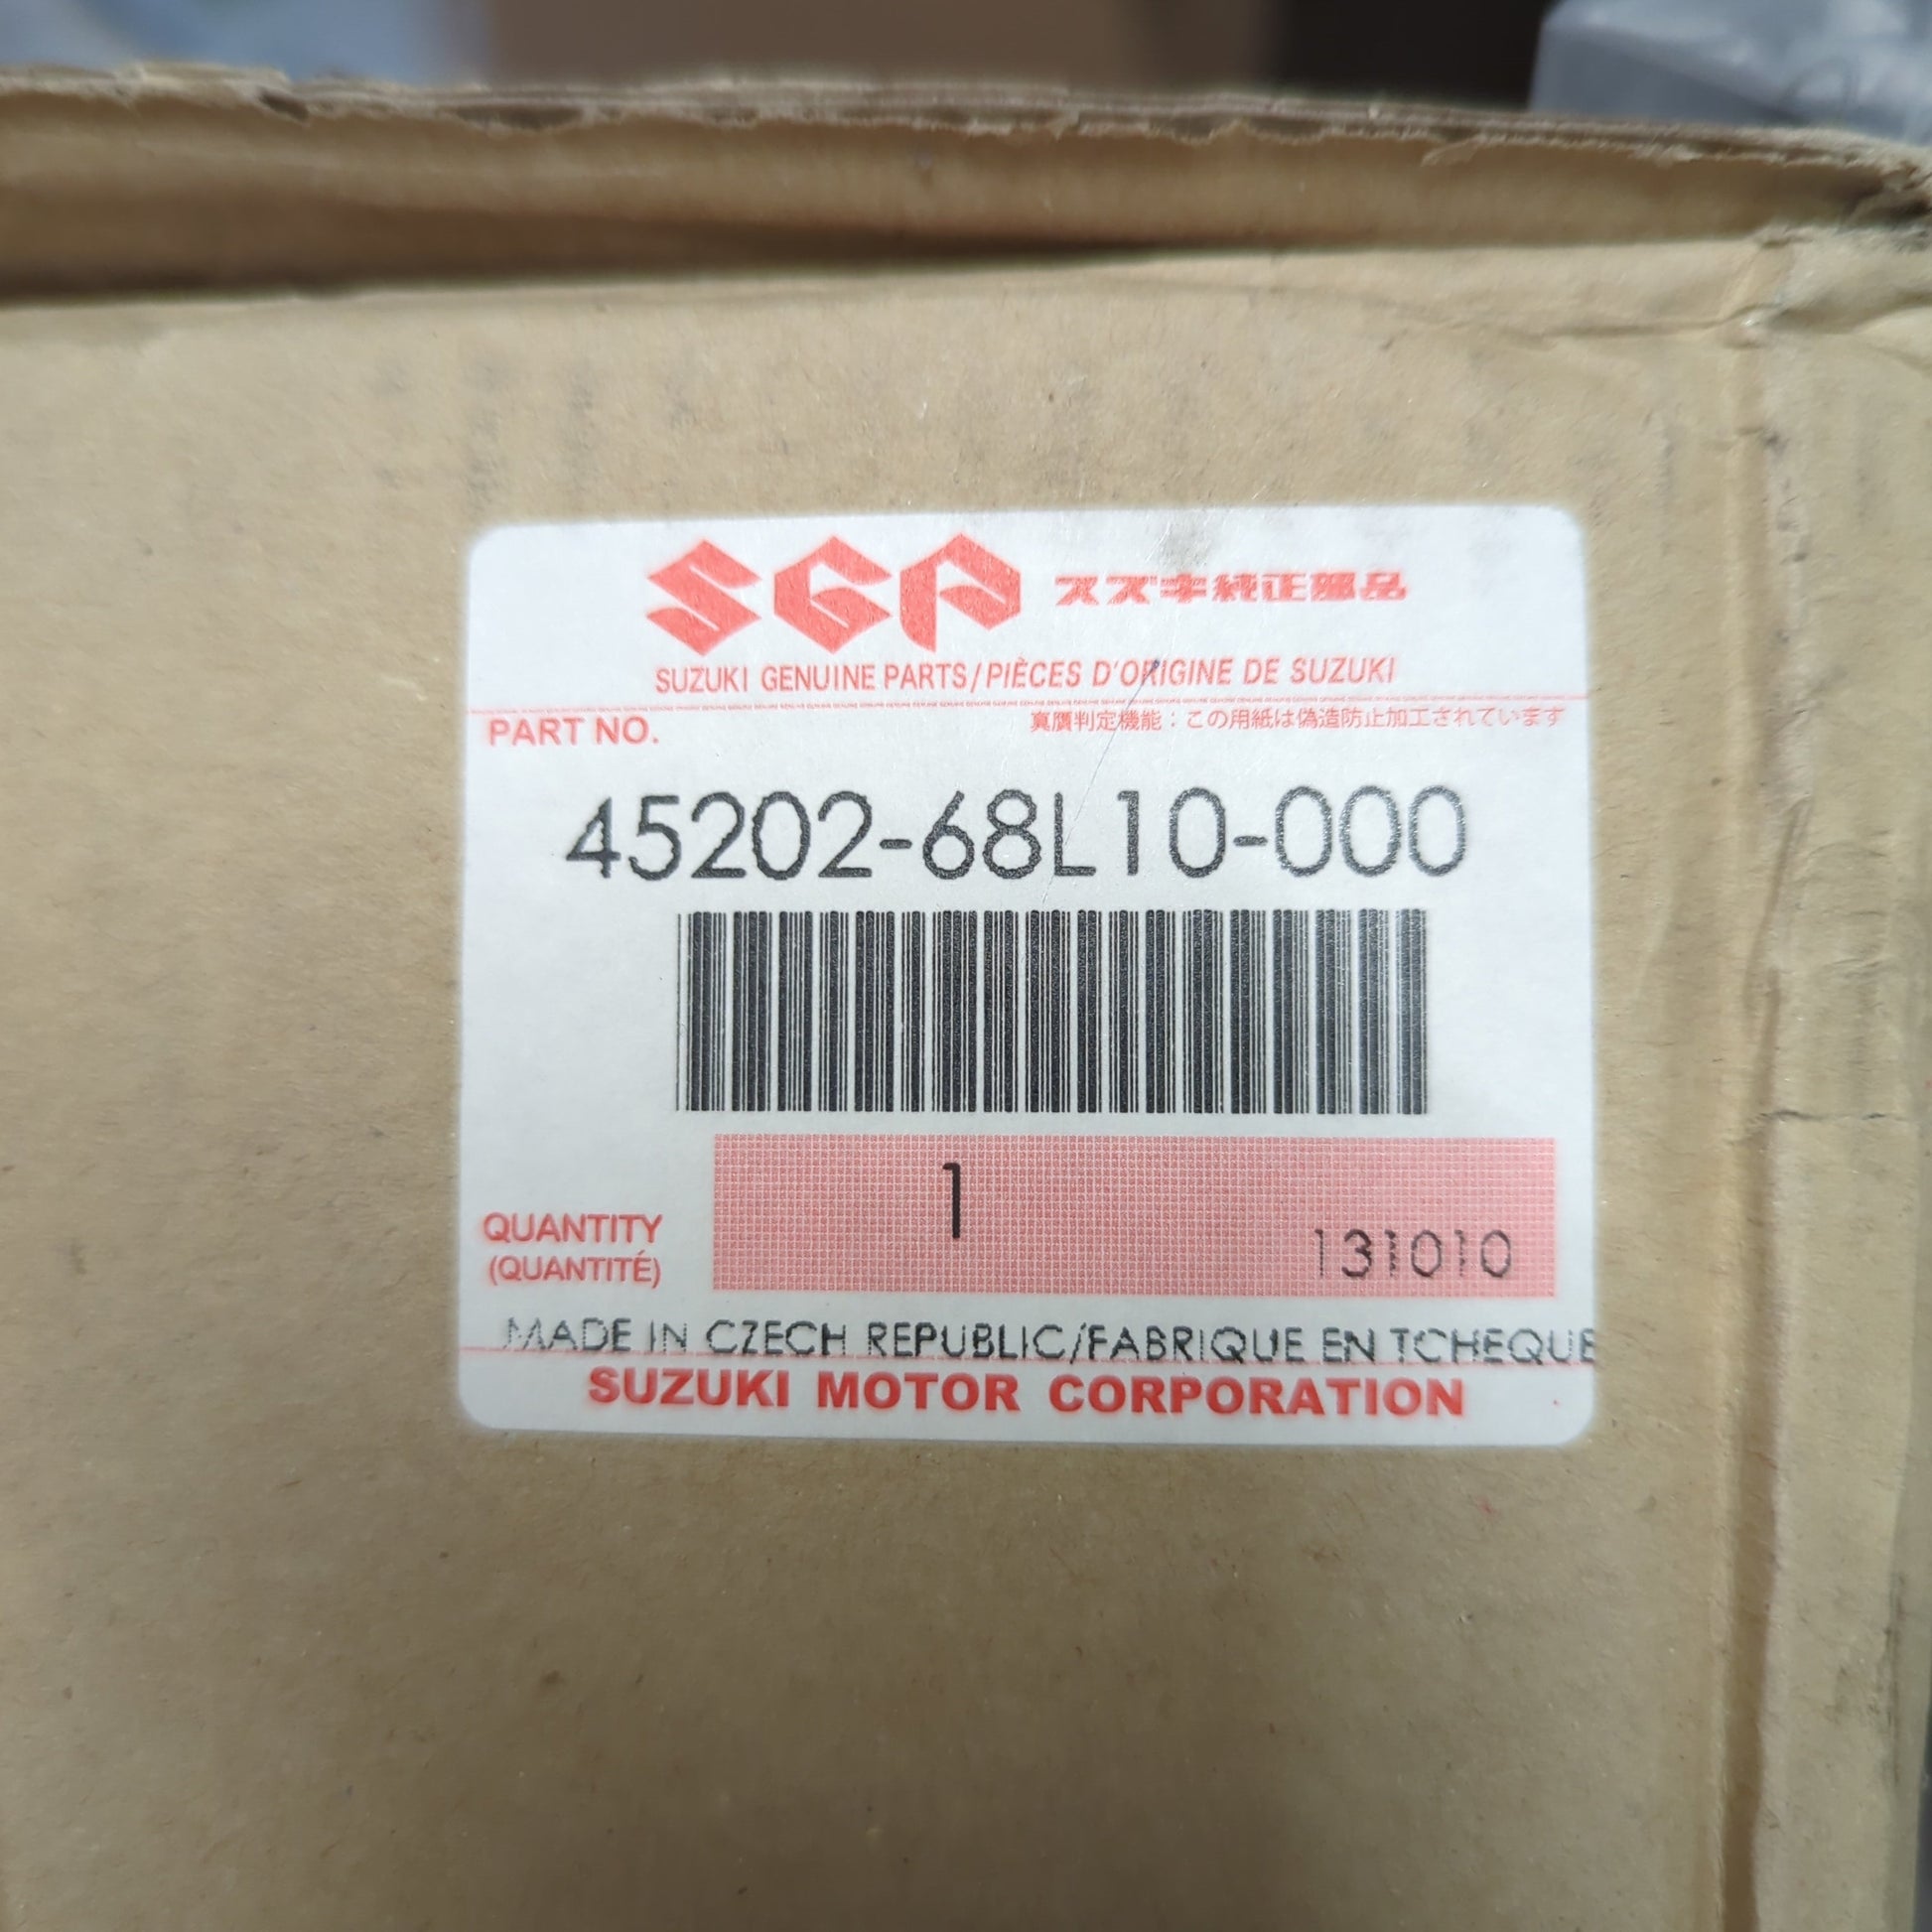 SGP スズキ純正部品
SUZUKI GENUINE PARTS/PIÈCES D'ORIGINE DE SUZUKI
PART NO.
真贋判定機能：この用紙は偽造防止加工されています
45202-68L10-000
1
QUANTITY
(QUANTITÉ)
131010
MADE IN CZECH REPUBLIC/FABRIQUE EN TCHEQUE
SUZUKI MOTOR CORPORATION